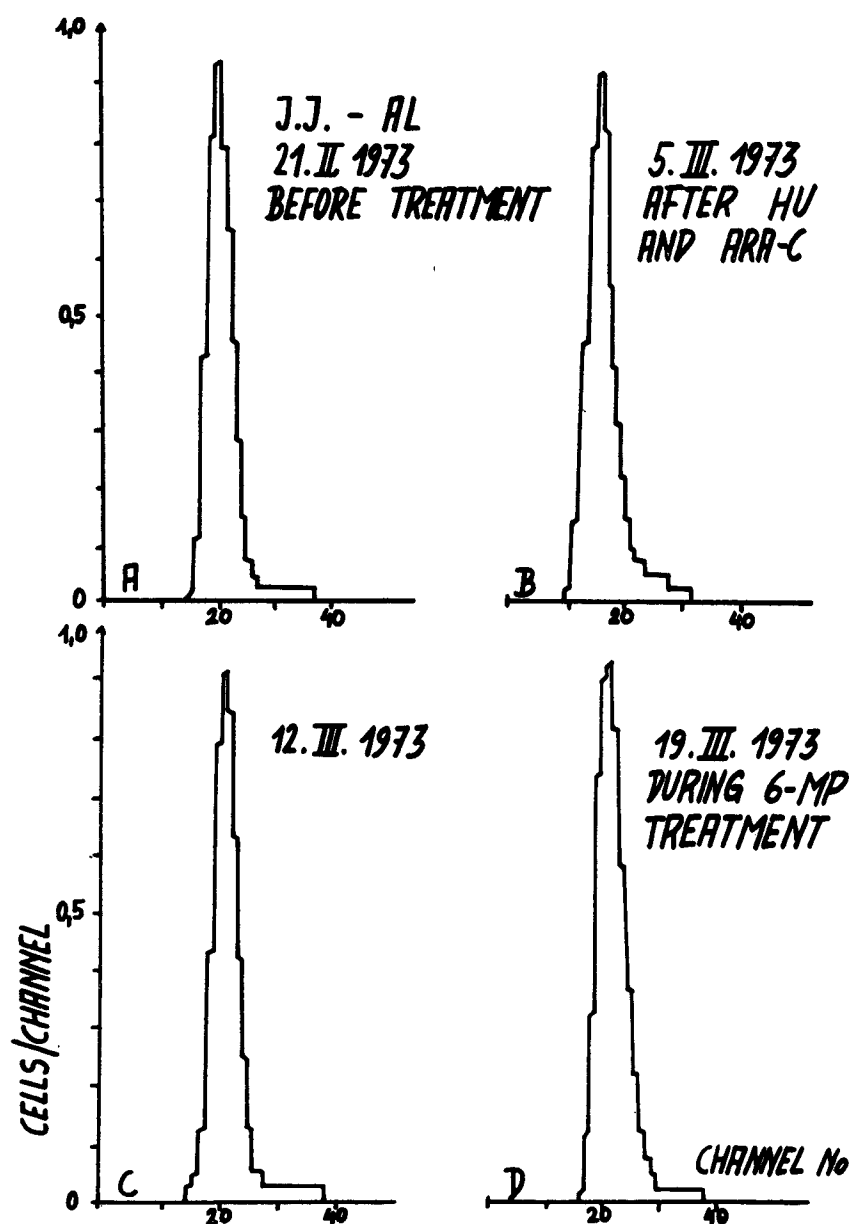 1,0
J.J. - AL
21. II 1973
BEFORE TREATMENT
0,5
A
0
20
40
5. III. 1973
AFTER HU
AND ARA-C
B
20
40
1,0
12. III. 1973
0,5
CELLS/CHANNEL
C
0
20
40
19. III. 1973
DURING 6-MP
TREATMENT
CHANNEL No
D
20
40